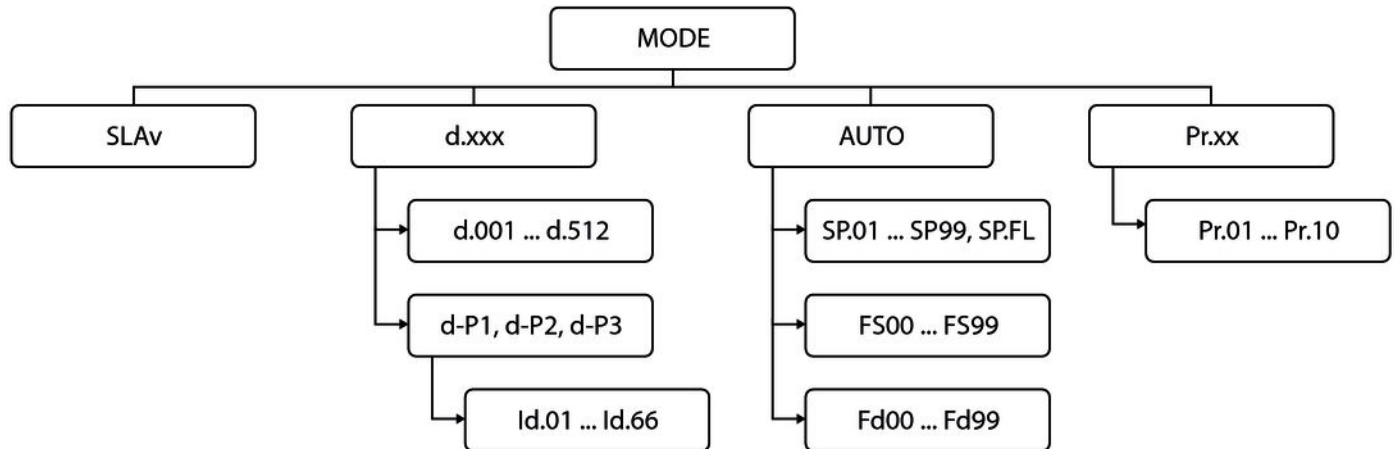 MODE
SLAv
d.xxx
AUTO
Pr.xx
d.001 ... d.512
SP.01 ... SP99, SP.FL
Pr.01 ... Pr.10
d-P1, d-P2, d-P3
FS00 ... FS99
Id.01 ... Id.66
Fd00 ... Fd99